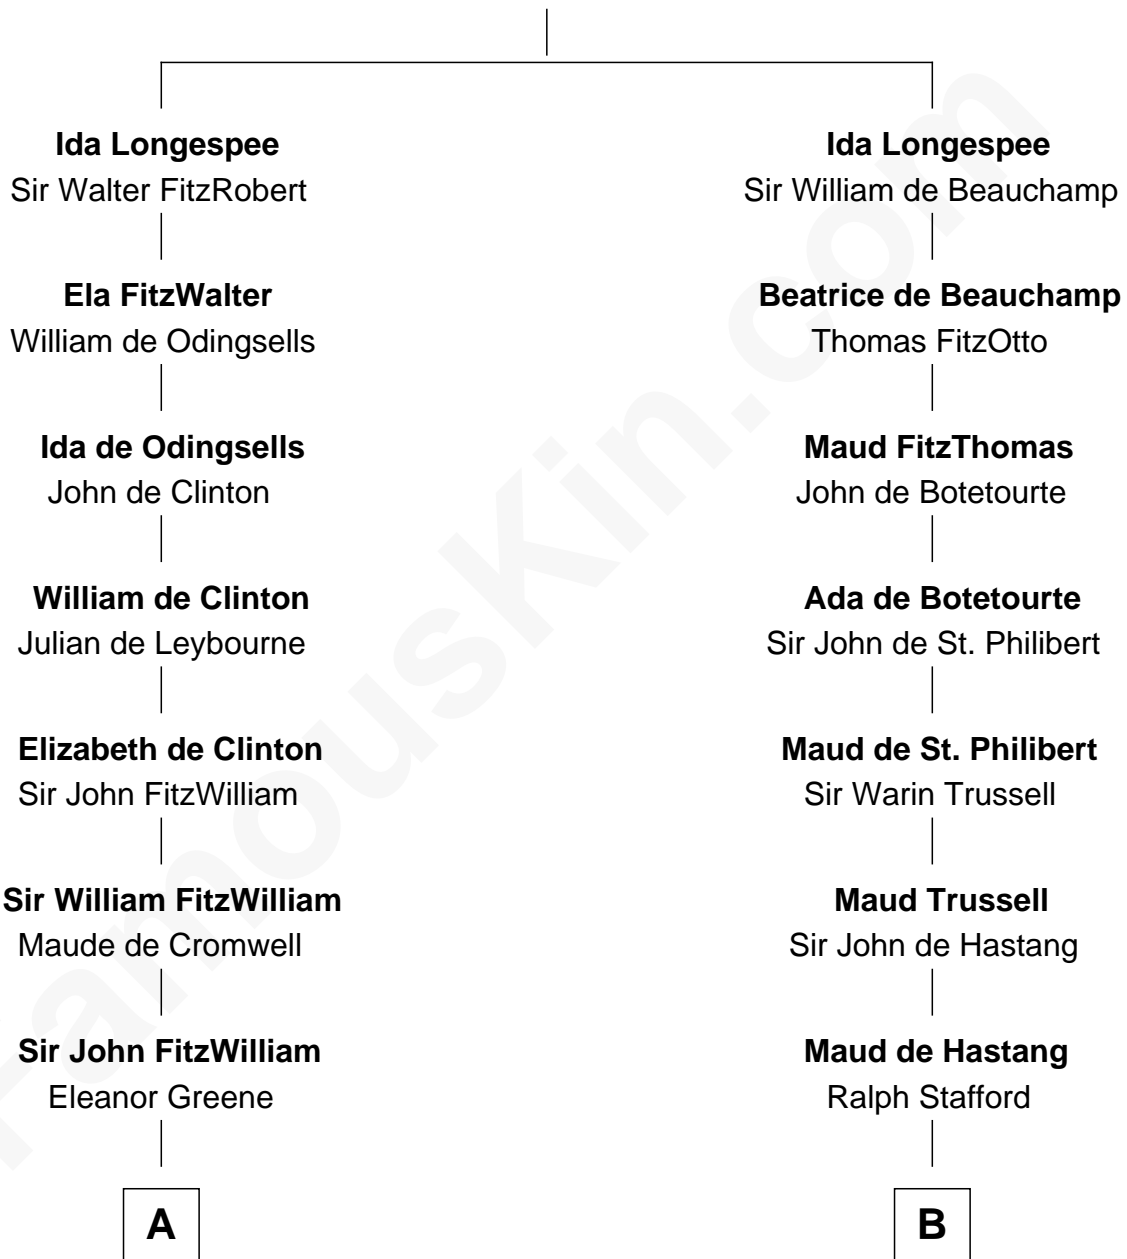 Ida Longespee
Sir Walter FitzRobert
Ela FitzWalter
William de Odingsells
Ida de Odingsells
John de Clinton
William de Clinton
Julian de Leybourne
Elizabeth de Clinton
Sir John FitzWilliam
Sir William FitzWilliam
Maude de Cromwell
Sir John FitzWilliam
Eleanor Greene
A
Ida Longespee
Sir William de Beauchamp
Beatrice de Beauchamp
Thomas FitzOtto
Maud FitzThomas
John de Botetourte
Ada de Botetourte
Sir John de St. Philibert
Maud de St. Philibert
Sir Warin Trussell
Maud Trussell
Sir John de Hastang
Maud de Hastang
Ralph Stafford
B
FamousKin.com